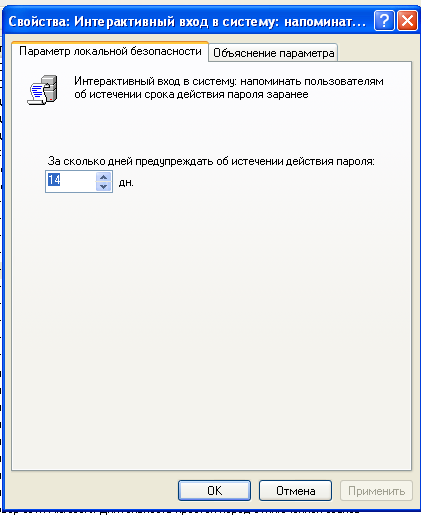 Свойства: Интерактивный вход в систему: напоминат...
Параметр локальной безопасности
Объяснение параметра
Интерактивный вход в систему: напоминать пользователям
об истечении срока действия пароля заранее
За сколько дней предупреждать об истечении действия пароля:
14 дн.
OK Отмена Применить